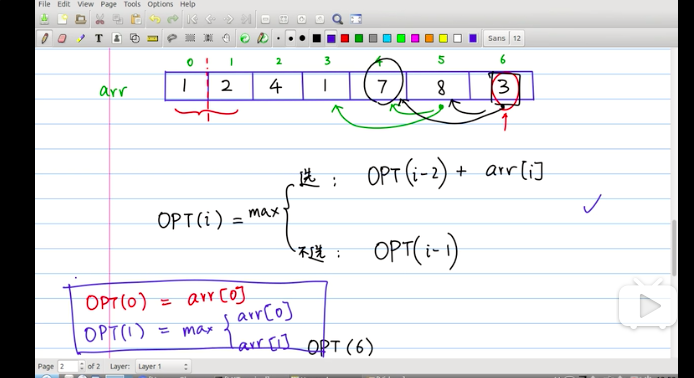 File Edit View Pages Tools Options Help
Sans 12
0 1 2 3 4 5 6
arr 1 2 4 1 7 8 3
选： OPT(i-2) + arr[i]
OPT(i) = max
不选： OPT(i-1)
OPT(0) = arr[0]
OPT(1) = max arr[0]
arr[1]
OPT(6)
Page 2 of 2 Layer: Layer 1